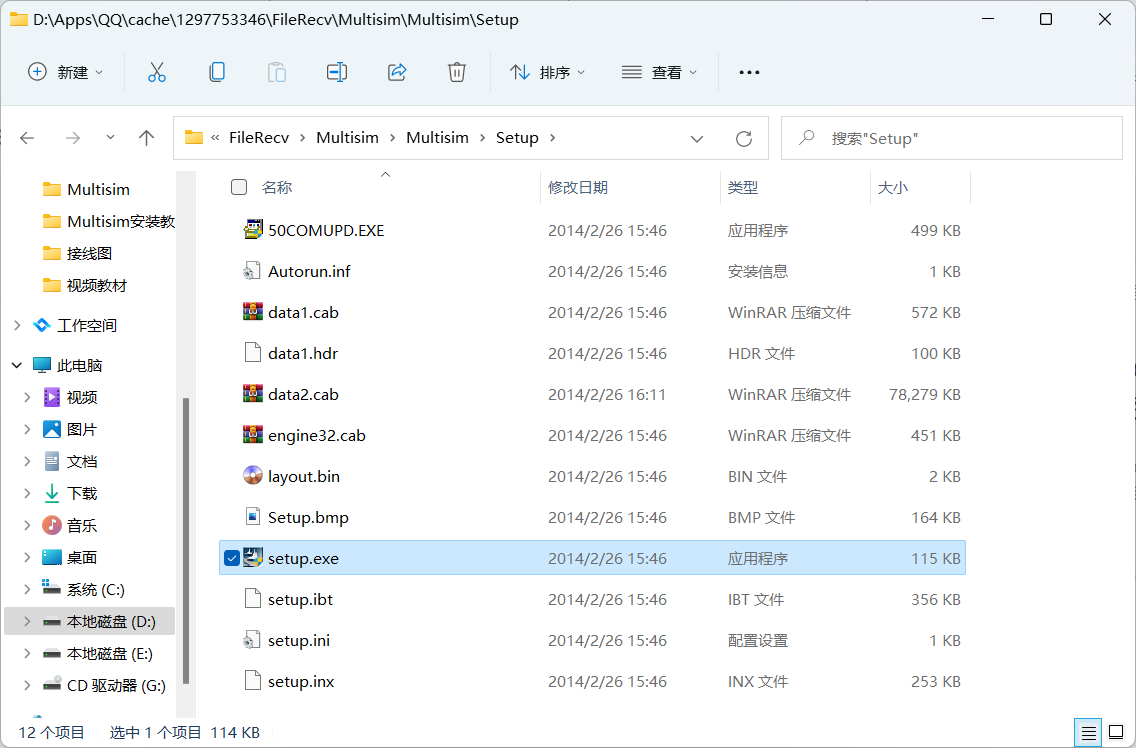 D:\Apps\QQ\cache\1297753346\FileRecv\Multisim\Multisim\Setup
新建 排序 查看
« FileRecv > Multisim > Multisim > Setup > 搜索"Setup"
Multisim
Multisim安装教
接线图
视频教材
工作空间
此电脑
视频
图片
文档
下载
音乐
桌面
系统 (C:)
本地磁盘 (D:)
本地磁盘 (E:)
CD 驱动器 (G:)
名称 修改日期 类型 大小
50COMUPD.EXE 2014/2/26 15:46 应用程序 499 KB
Autorun.inf 2014/2/26 15:46 安装信息 1 KB
data1.cab 2014/2/26 15:46 WinRAR 压缩文件 572 KB
data1.hdr 2014/2/26 15:46 HDR 文件 100 KB
data2.cab 2014/2/26 16:11 WinRAR 压缩文件 78,279 KB
engine32.cab 2014/2/26 15:46 WinRAR 压缩文件 451 KB
layout.bin 2014/2/26 15:46 BIN 文件 2 KB
Setup.bmp 2014/2/26 15:46 BMP 文件 164 KB
setup.exe 2014/2/26 15:46 应用程序 115 KB
setup.ibt 2014/2/26 15:46 IBT 文件 356 KB
setup.ini 2014/2/26 15:46 配置设置 1 KB
setup.inx 2014/2/26 15:46 INX 文件 253 KB
12 个项目 选中 1 个项目 114 KB